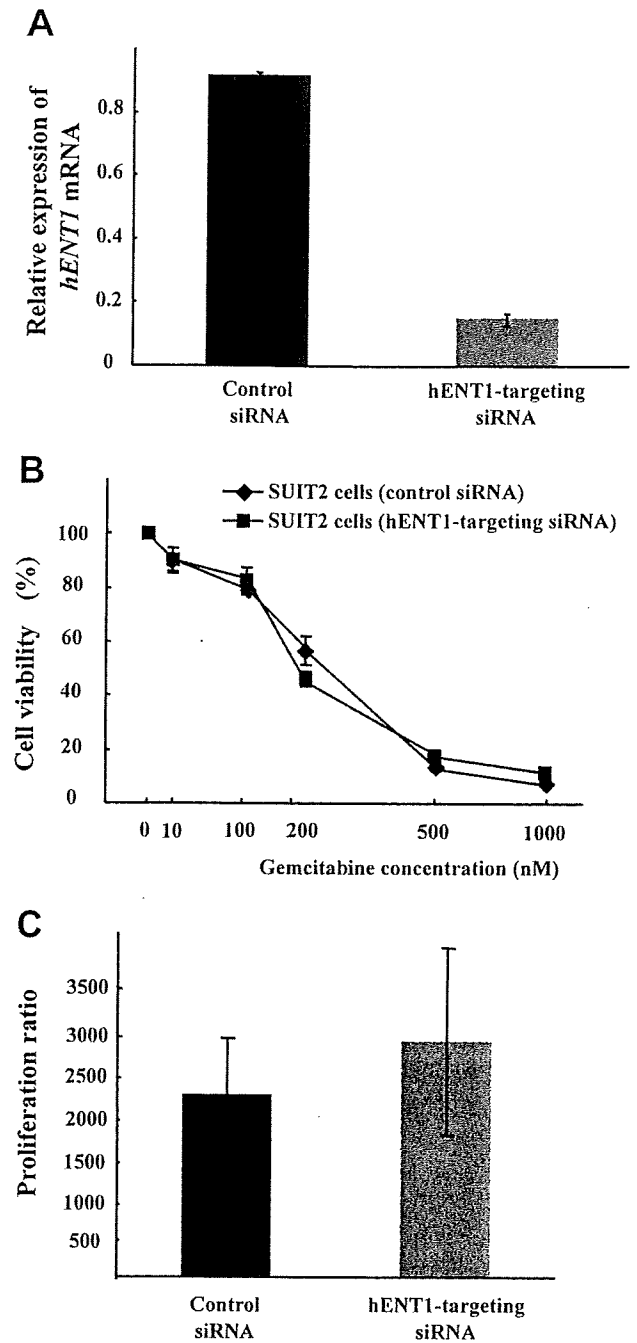 A
Relative expression of
hENT1 mRNA
0.8
0.6
0.4
0.2
0
Control
siRNA
hENT1-targeting
siRNA
B
SUIT2 cells (control siRNA)
SUIT2 cells (hENT1-targeting siRNA)
Cell viability (%)
100
80
60
40
20
0
0 10 100 200 500 1000
Gemcitabine concentration (nM)
C
Proliferation ratio
3500
3000
2500
2000
1500
1000
500
Control
siRNA
hENT1-targeting
siRNA